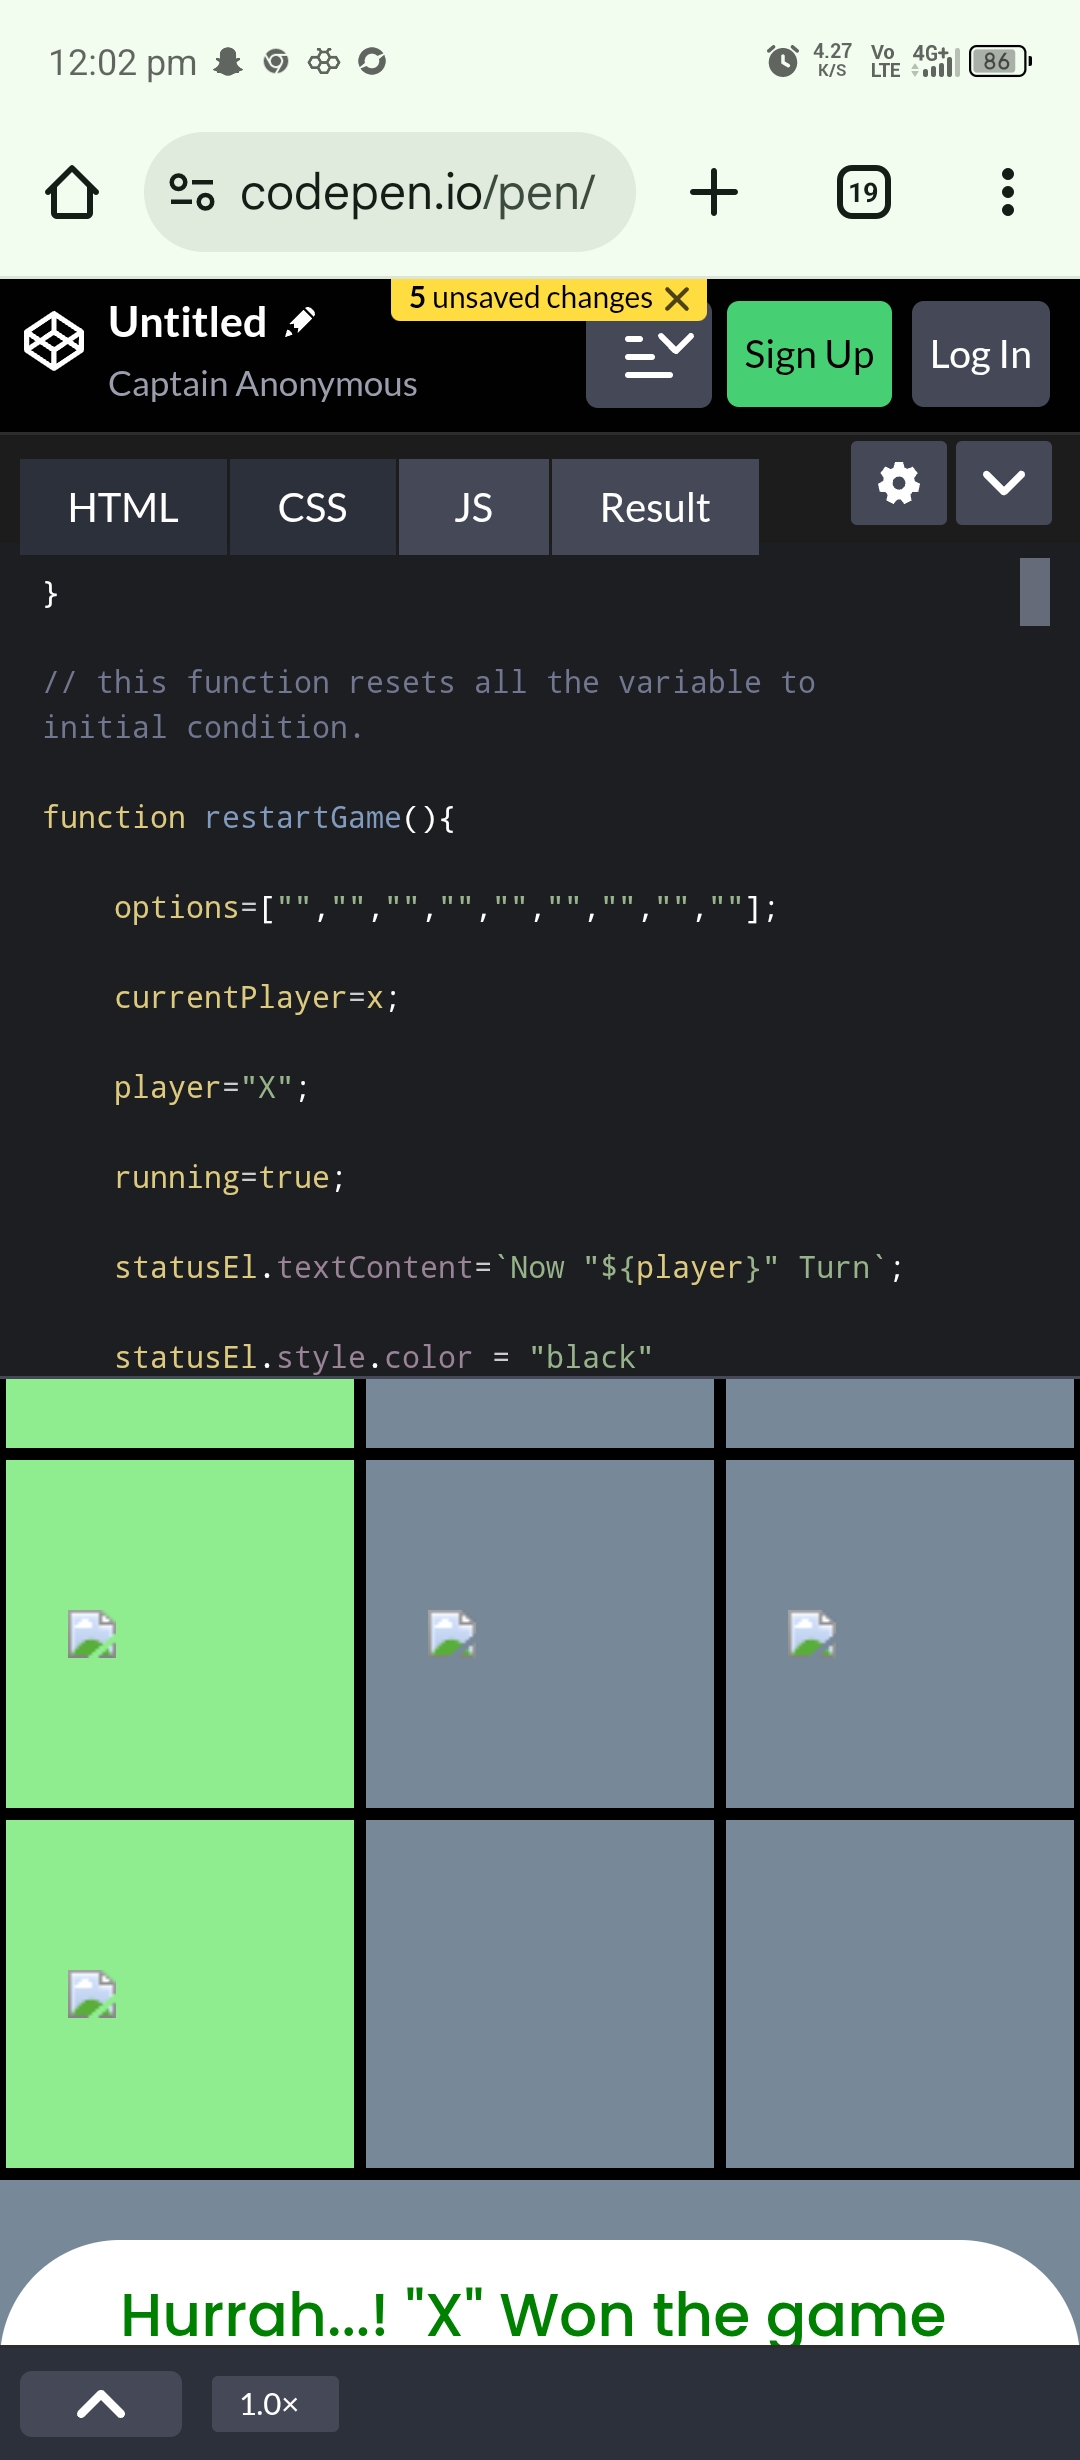 12:02 pm
4.27 K/S
Vo LTE
4G+
86
codepen.io/pen/
19
5 unsaved changes
Untitled
Captain Anonymous
Sign Up
Log In
HTML
CSS
JS
Result
}
// this function resets all the variable to
initial condition.
function restartGame(){
options=["","","","","","","","",""];
currentPlayer=x;
player="X";
running=true;
statusEl.textContent=`Now "${player}" Turn`;
statusEl.style.color = "black"
Hurrah...! "X" Won the game
1.0×